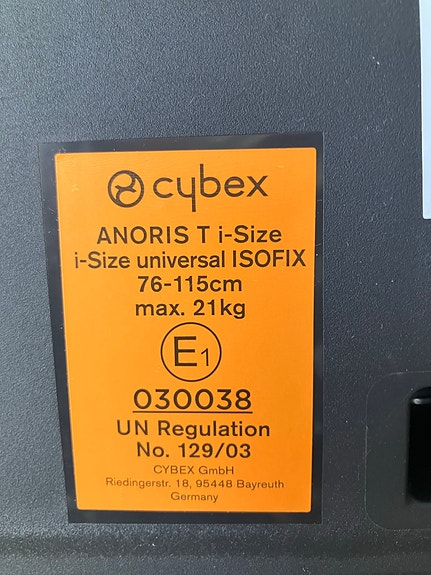 cybex
ANORIS T i-Size
i-Size universal ISOFIX
76-115cm
max. 21kg
E1
030038
UN Regulation
No. 129/03
CYBEX GmbH
Riedingerstr. 18, 95448 Bayreuth
Germany